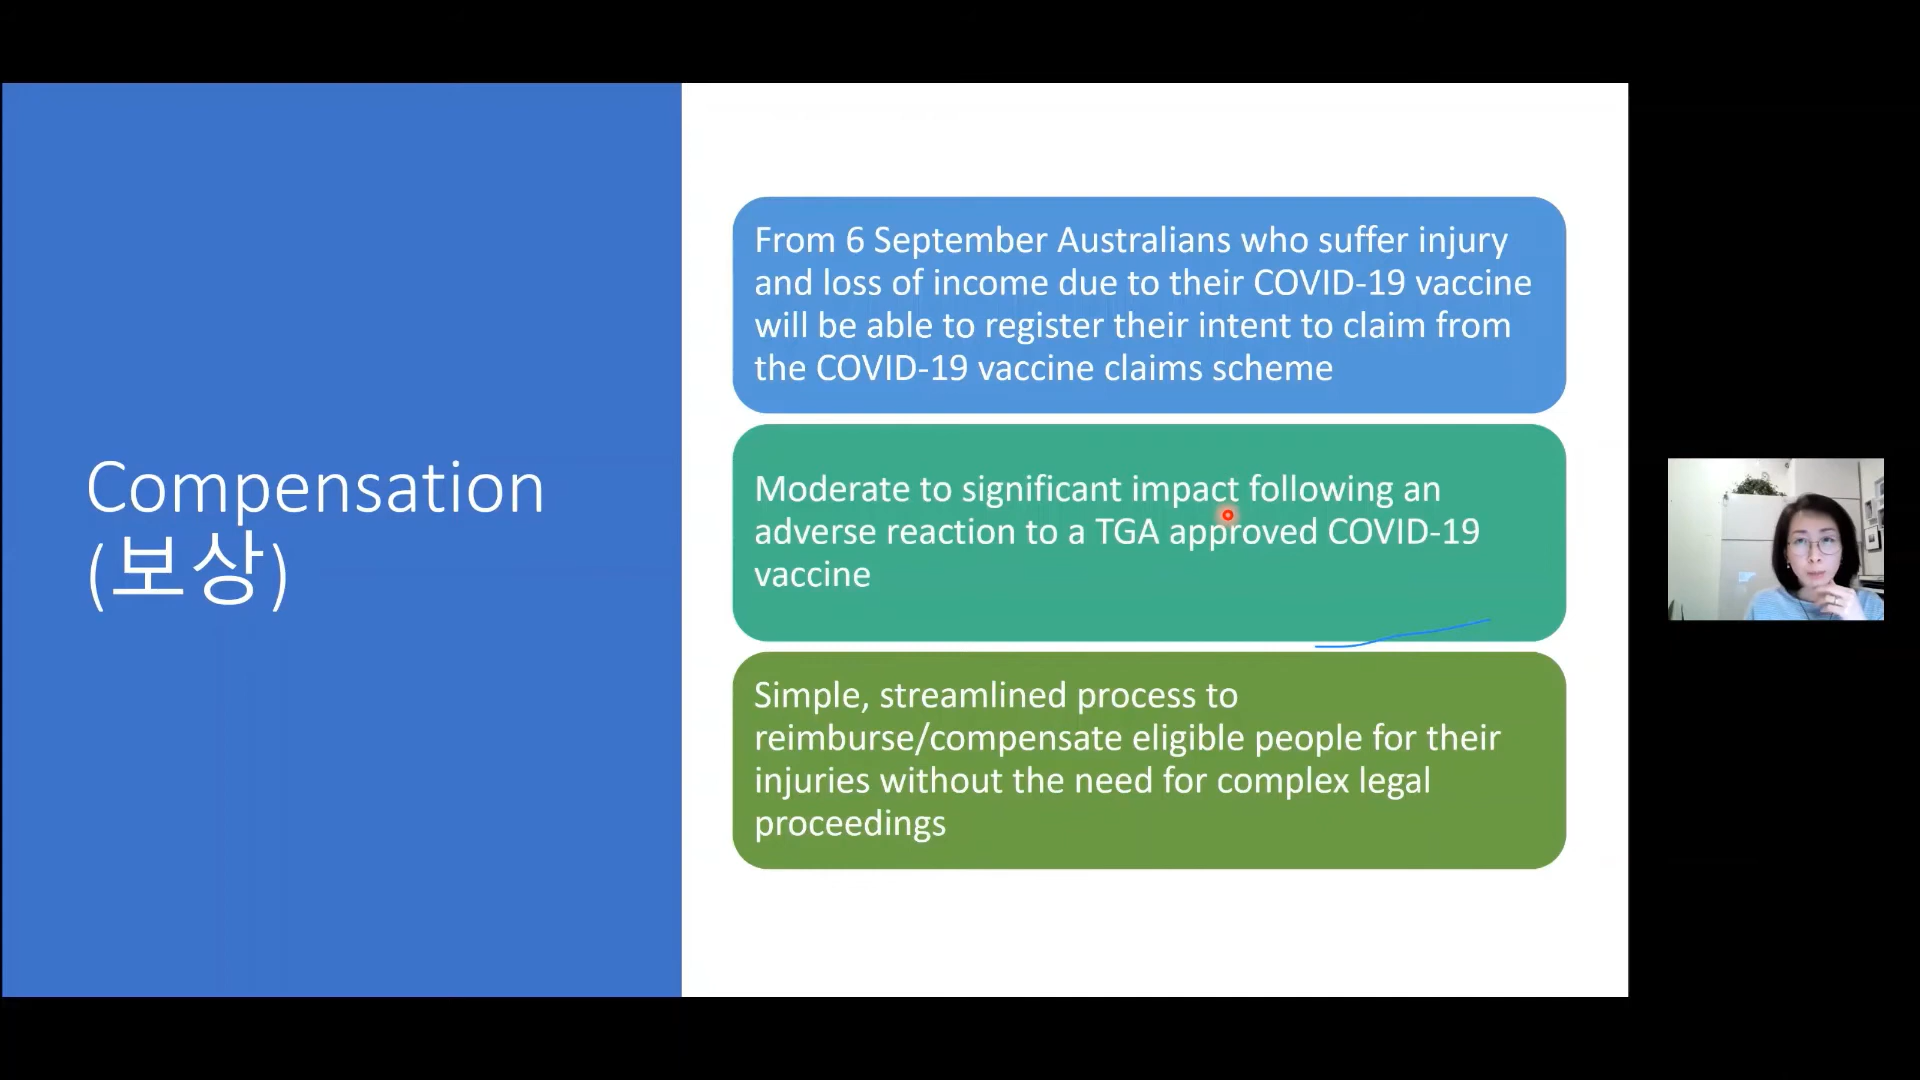 Compensation
(보상)
From 6 September Australians who suffer injury
and loss of income due to their COVID-19 vaccine
will be able to register their intent to claim from
the COVID-19 vaccine claims scheme
Moderate to significant impact following an
adverse reaction to a TGA approved COVID-19
vaccine
Simple, streamlined process to
reimburse/compensate eligible people for their
injuries without the need for complex legal
proceedings